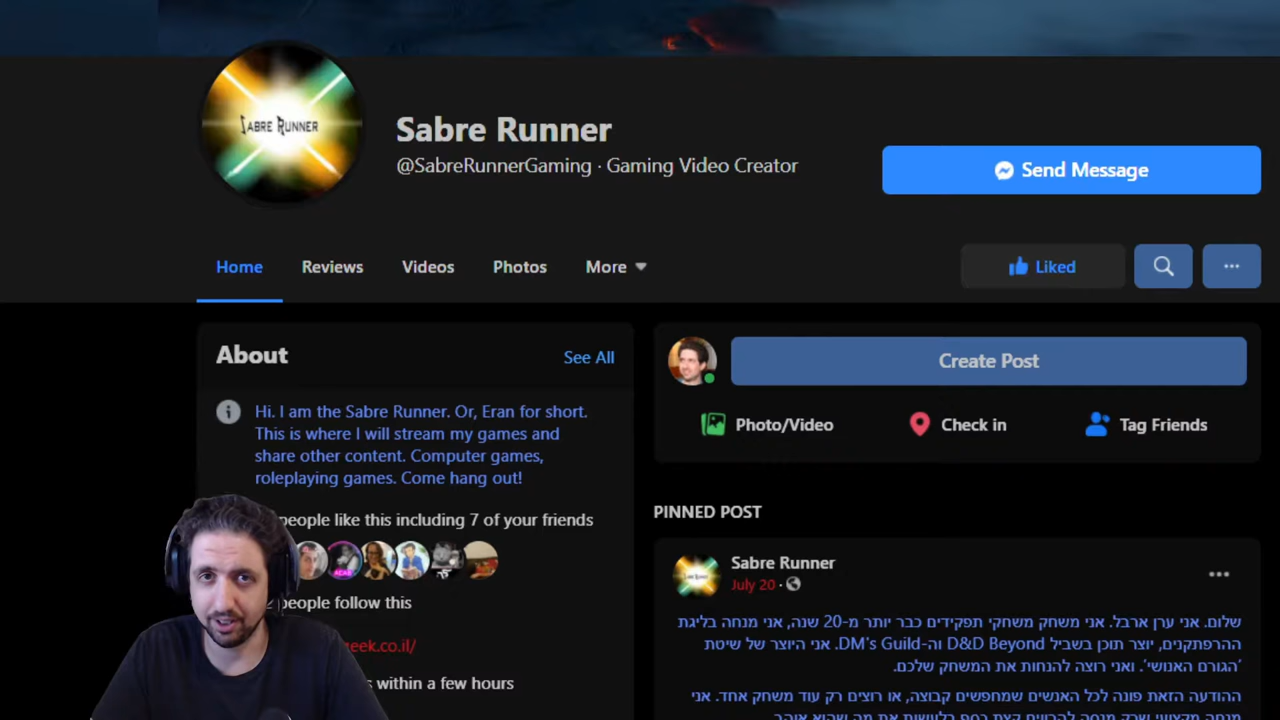 SABRE RUNNER
Sabre Runner
@SabreRunnerGaming · Gaming Video Creator
Send Message
Home
Reviews
Videos
Photos
More
Liked
About
See All
Hi. I am the Sabre Runner. Or, Eran for short.
This is where I will stream my games and
share other content. Computer games,
roleplaying games. Come hang out!
people like this including 7 of your friends
ACAB
people follow this
geek.co.il/
within a few hours
Create Post
Photo/Video
Check in
Tag Friends
PINNED POST
Sabre Runner
July 20 ·
שלום. אני ערן ארבל. אני משחק משחקי תפקידים כבר יותר מ-20 שנה, אני מנחה בליגת
ההרפתקנים, יוצר תוכן בשביל D&D Beyond וה-DM's Guild. אני היוצר של שיטת
'הגורם האנושי'. ואני רוצה להנחות את המשחק שלכם.
ההודעה הזאת פונה לכל האנשים שמחפשים קבוצה, או רוצים רק עוד משחק אחד. אני